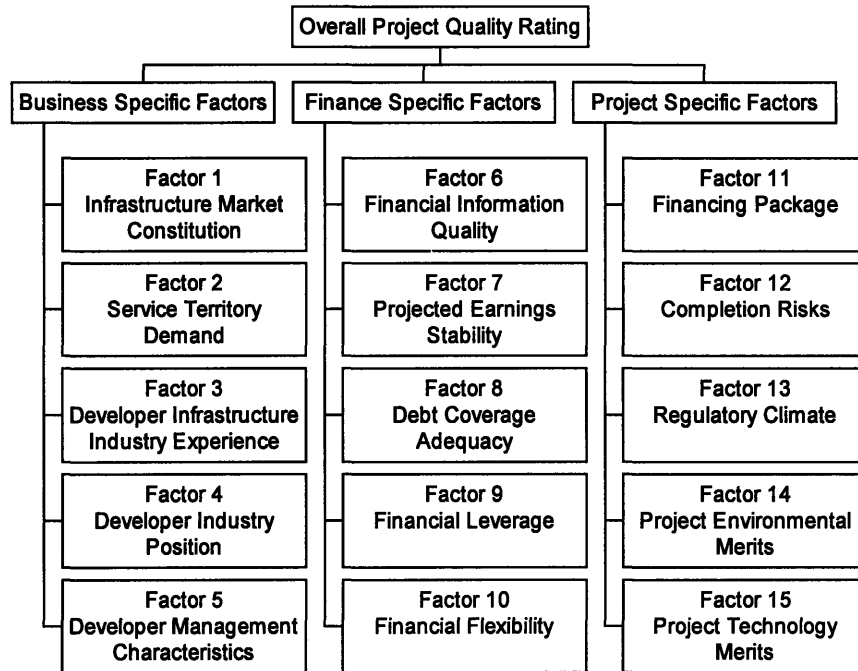 Overall Project Quality Rating
Business Specific Factors
Finance Specific Factors
Project Specific Factors
Factor 1
Infrastructure Market
Constitution
Factor 2
Service Territory
Demand
Factor 3
Developer Infrastructure
Industry Experience
Factor 4
Developer Industry
Position
Factor 5
Developer Management
Characteristics
Factor 6
Financial Information
Quality
Factor 7
Projected Earnings
Stability
Factor 8
Debt Coverage
Adequacy
Factor 9
Financial Leverage
Factor 10
Financial Flexibility
Factor 11
Financing Package
Factor 12
Completion Risks
Factor 13
Regulatory Climate
Factor 14
Project Environmental
Merits
Factor 15
Project Technology
Merits